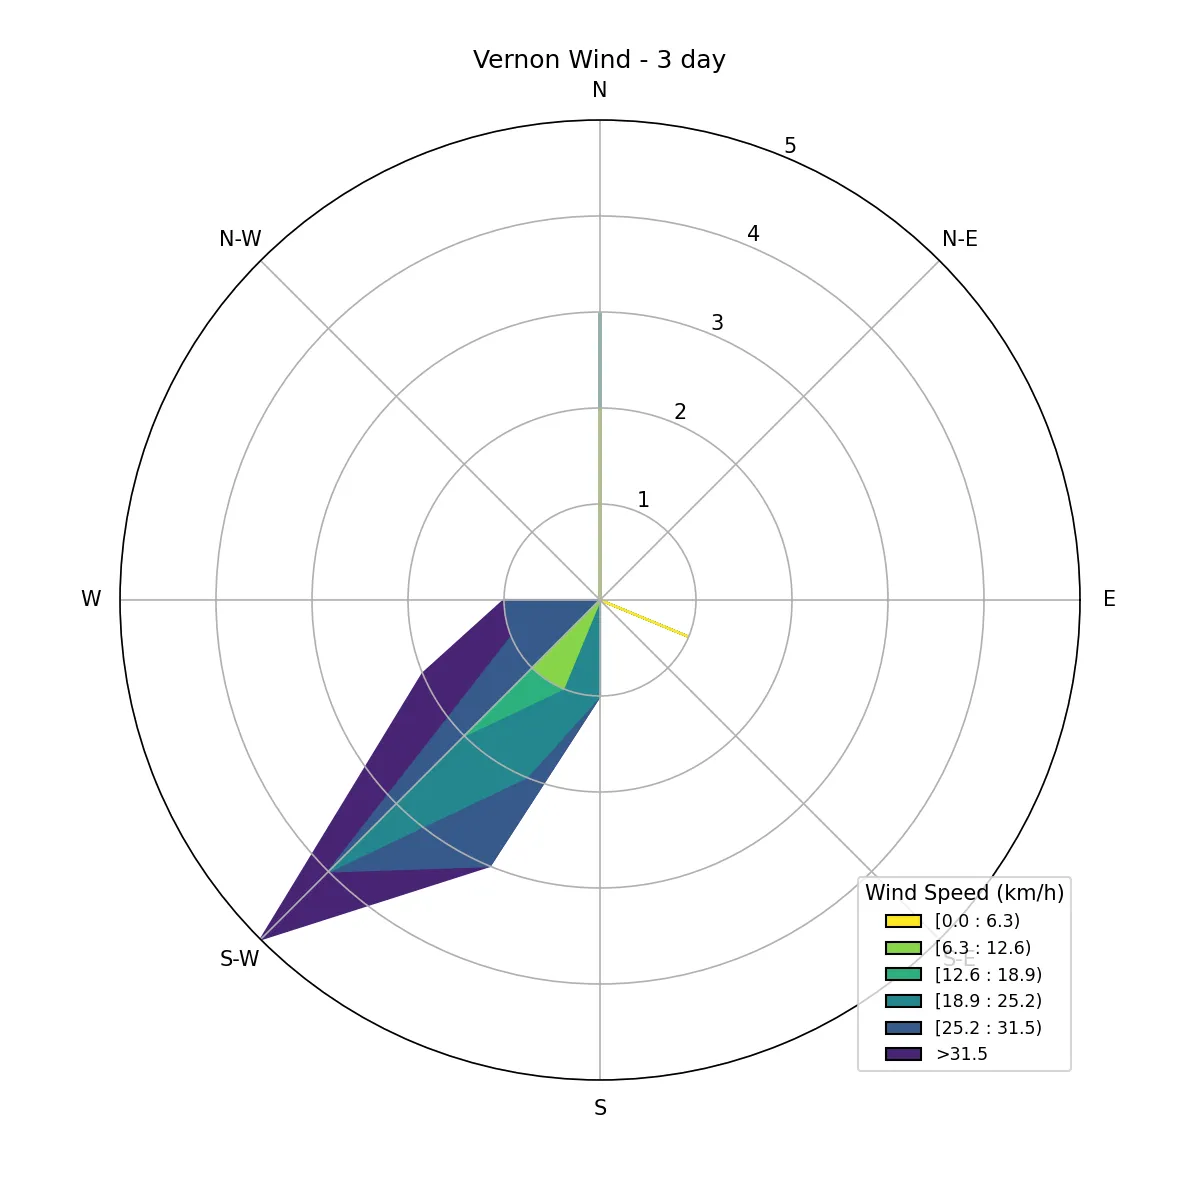 Vernon Wind - 3 day
N
5
N-W
4
N-E
3
2
1
W
E
S-W
S-E
S
Wind Speed (km/h)
[0.0 : 6.3)
[6.3 : 12.6)
[12.6 : 18.9)
[18.9 : 25.2)
[25.2 : 31.5)
>31.5